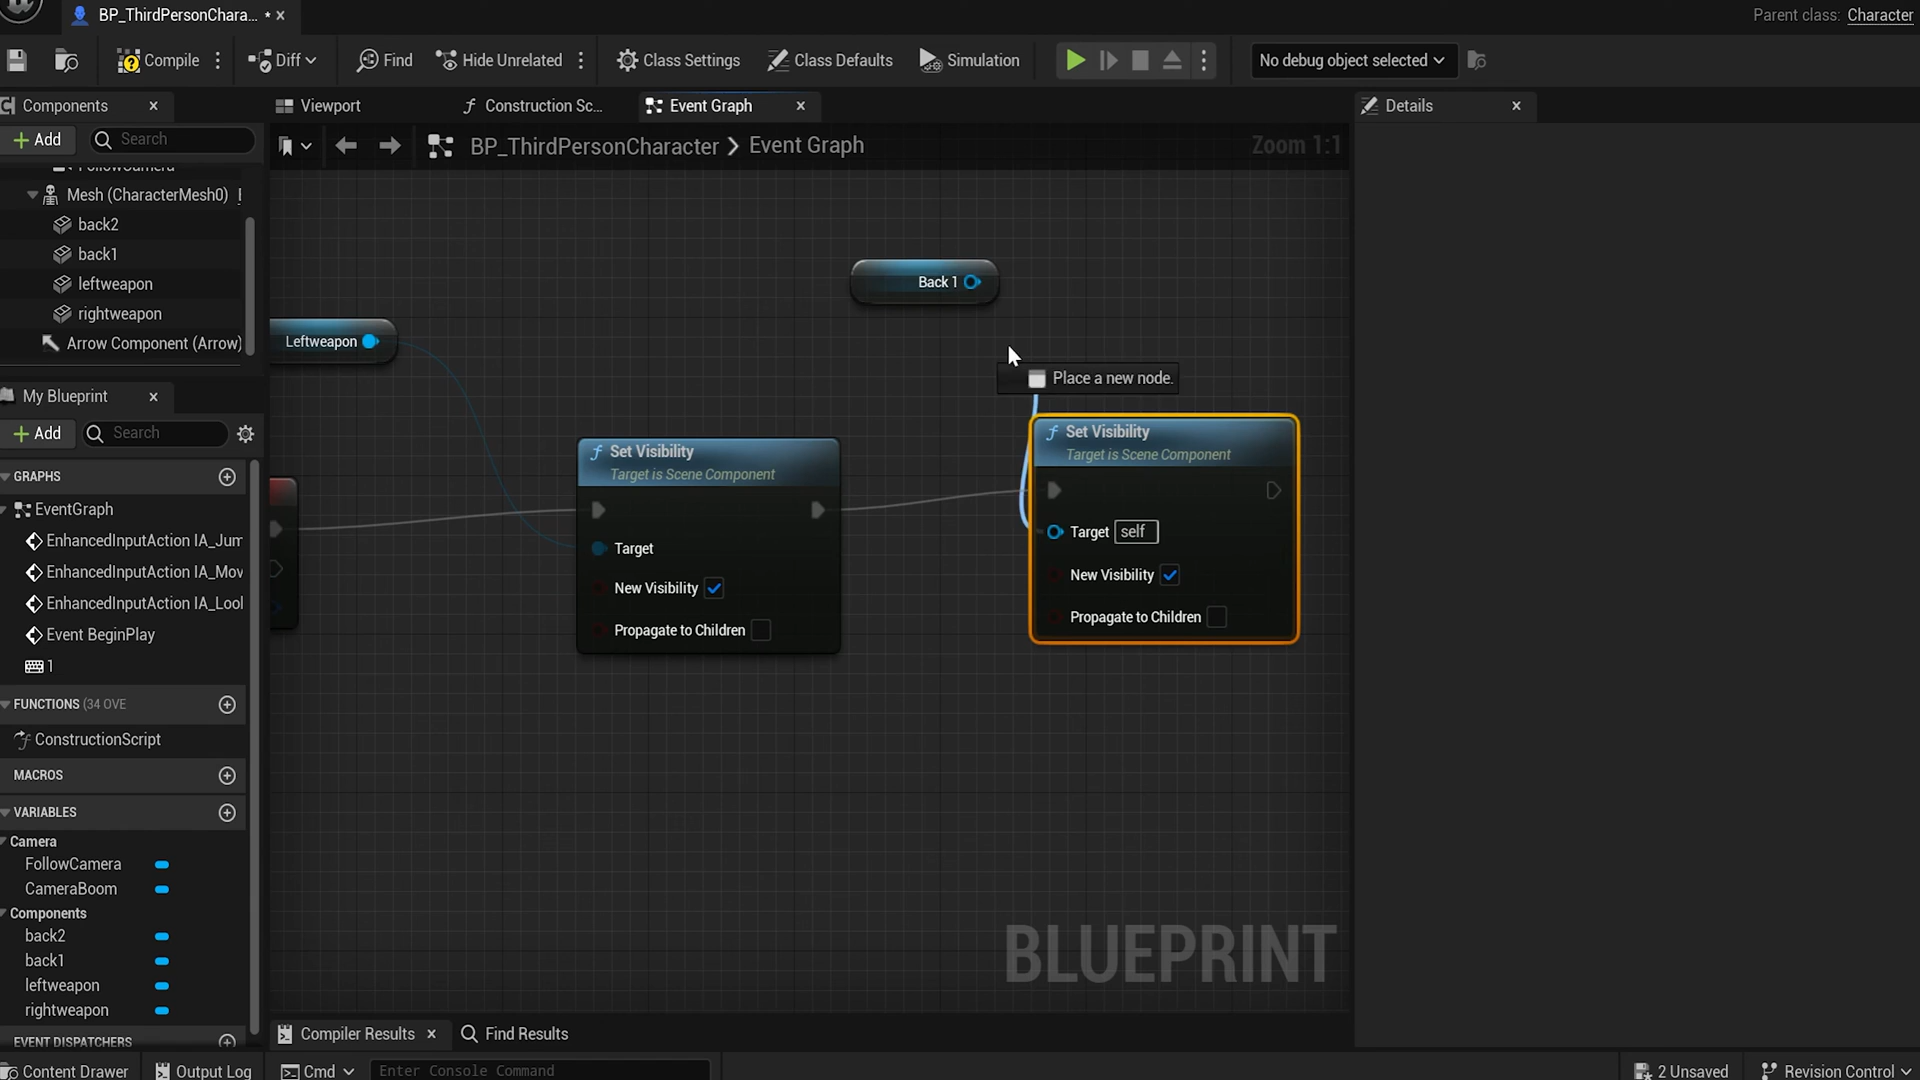 BP_ThirdPersonChara... *
Parent class: Character
Compile
Diff
Find
Hide Unrelated
Class Settings
Class Defaults
Simulation
No debug object selected
Components
Viewport
Construction Sc...
Event Graph
Details
Add
Search
BP_ThirdPersonCharacter > Event Graph
Zoom 1:1
FollowCamera
Mesh (CharacterMesh0)
back2
back1
leftweapon
rightweapon
Arrow Component (Arrow)
Back 1
Leftweapon
Place a new node.
Set Visibility
Target is Scene Component
Target
New Visibility
Propagate to Children
Set Visibility
Target is Scene Component
Target self
New Visibility
Propagate to Children
My Blueprint
Add
Search
GRAPHS
EventGraph
EnhancedInputAction IA_Jum
EnhancedInputAction IA_Mov
EnhancedInputAction IA_Lool
Event BeginPlay
1
FUNCTIONS (34 OVE
ConstructionScript
MACROS
VARIABLES
Camera
FollowCamera
CameraBoom
Components
back2
back1
leftweapon
rightweapon
EVENT DISPATCHERS
BLUEPRINT
Compiler Results
Find Results
Content Drawer
Output Log
Cmd
Enter Console Command
2 Unsaved
Revision Control